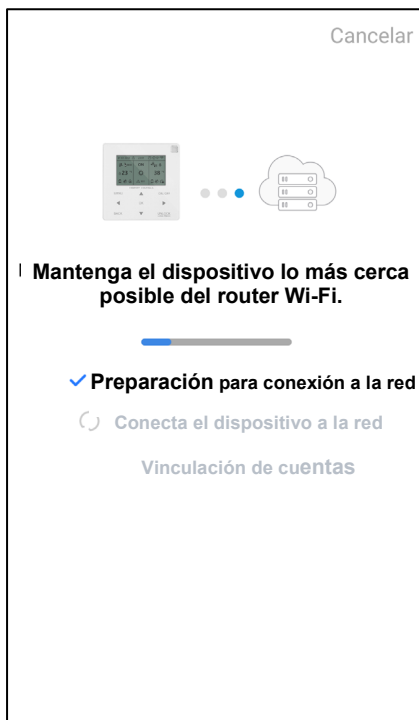 Cancelar
Mantenga el dispositivo lo más cerca
posible del router Wi-Fi.
Preparación para conexión a la red
Conecta el dispositivo a la red
Vinculación de cuentas